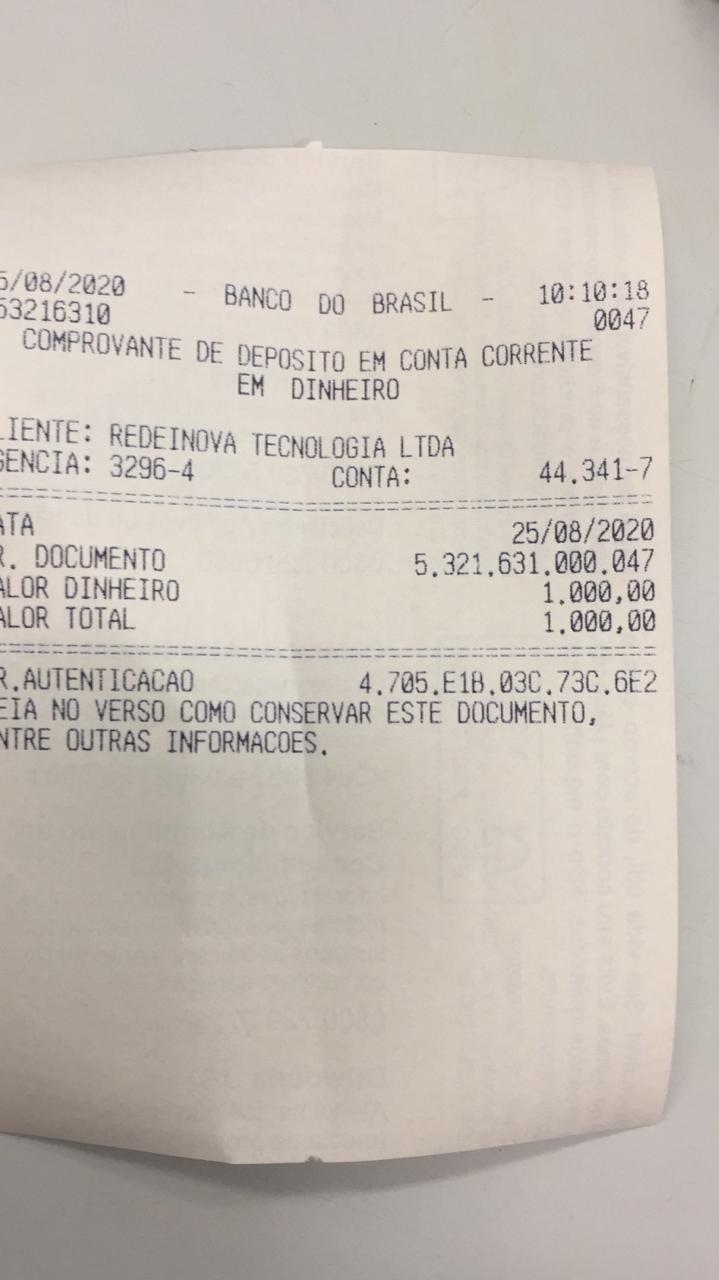 5/08/2020 - BANCO DO BRASIL - 10:10:18
53216310 0047
COMPROVANTE DE DEPOSITO EM CONTA CORRENTE
EM DINHEIRO
LIENTE: REDEINOVA TECNOLOGIA LTDA
GENCIA: 3296-4 CONTA: 44.341-7
ATA 25/08/2020
R. DOCUMENTO 5.321.631.000.047
ALOR DINHEIRO 1.000,00
ALOR TOTAL 1.000,00
R.AUTENTICACAO 4.705.E1B.03C.73C.6E2
EIA NO VERSO COMO CONSERVAR ESTE DOCUMENTO,
NTRE OUTRAS INFORMACOES.